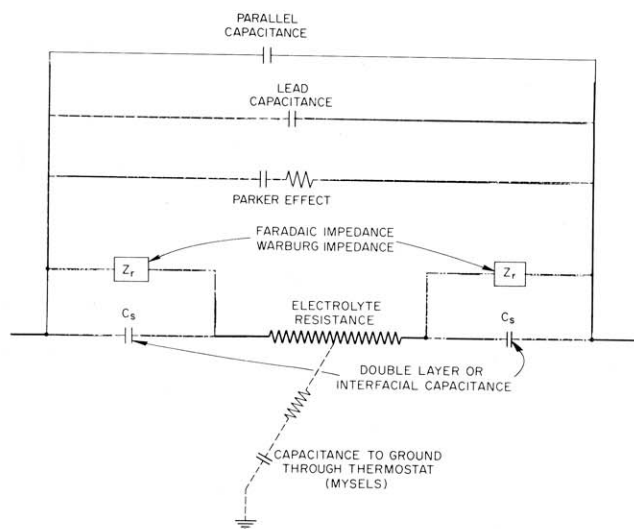 PARALLEL
CAPACITANCE
LEAD
CAPACITANCE
PARKER EFFECT
FARADAIC IMPEDANCE
WARBURG IMPEDANCE
Zr
Zr
ELECTROLYTE
RESISTANCE
Cs
Cs
DOUBLE LAYER OR
INTERFACIAL CAPACITANCE
CAPACITANCE TO GROUND
THROUGH THERMOSTAT
(MYSELS)